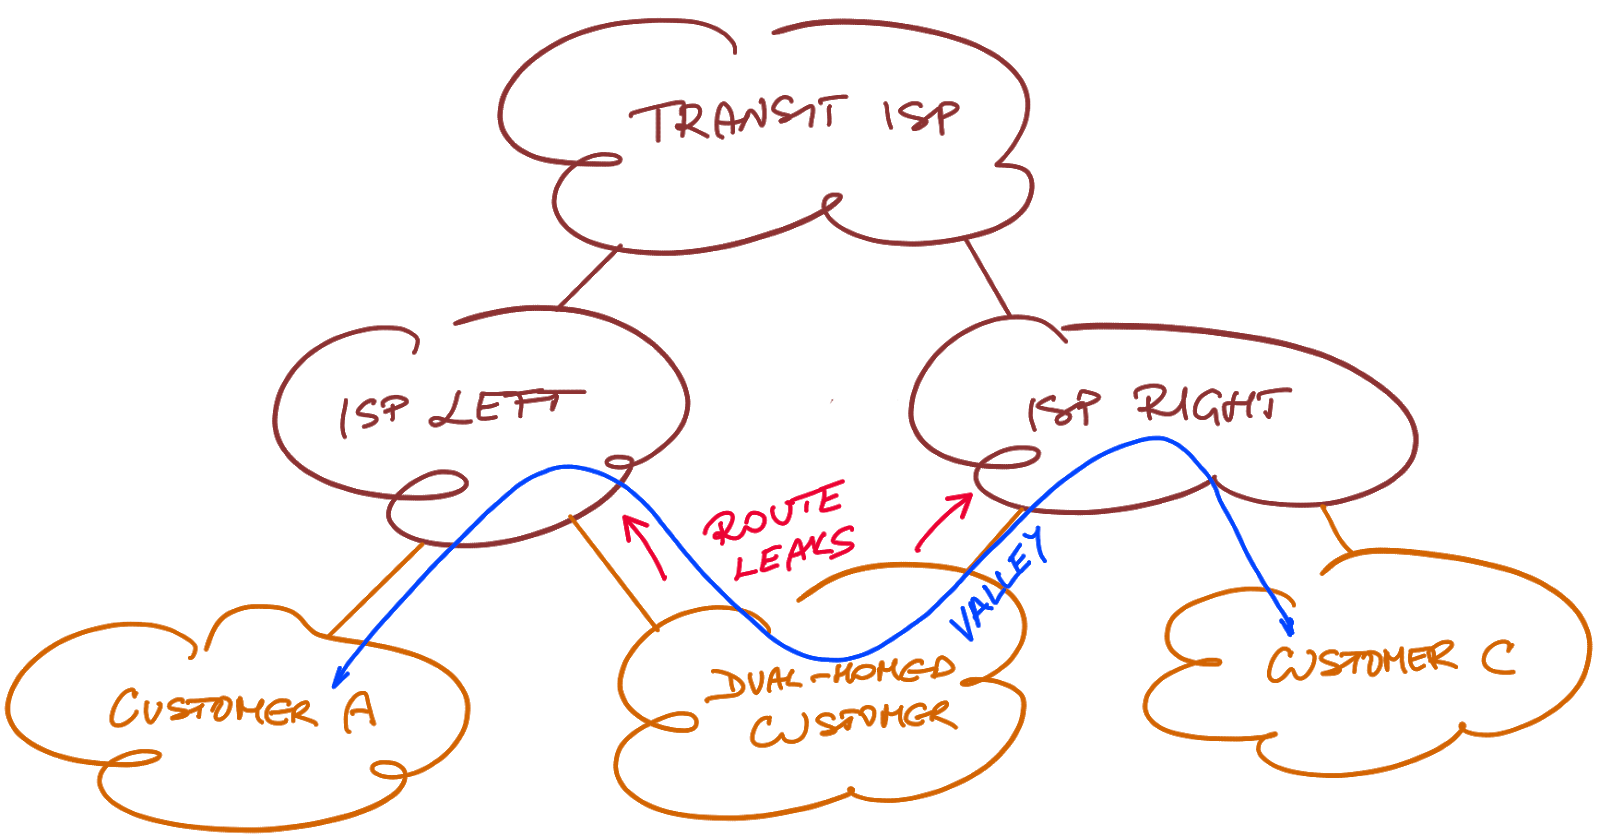 TRANSIT ISP
ISP LEFT
ISP RIGHT
ROUTE
LEAKS
VALLEY
CUSTOMER A
DUAL-HOMED
CUSTOMER
CUSTOMER C